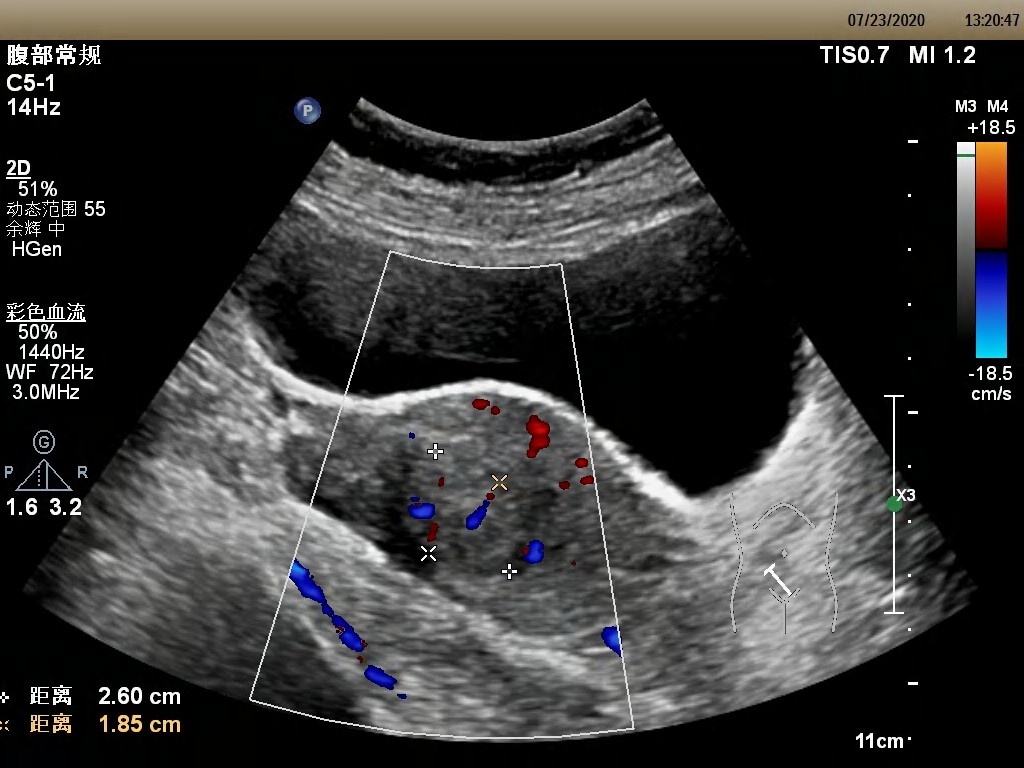 07/23/2020 13:20:47
腹部常规
TIS0.7 MI 1.2
C5-1
14Hz
P
M3 M4
+18.5
2D
51%
动态范围 55
余辉 中
HGen
彩色血流
50%
1440Hz
WF 72Hz
3.0MHz
-18.5
cm/s
G
P R
1.6 3.2
X3
距离 2.60 cm
距离 1.85 cm
11cm